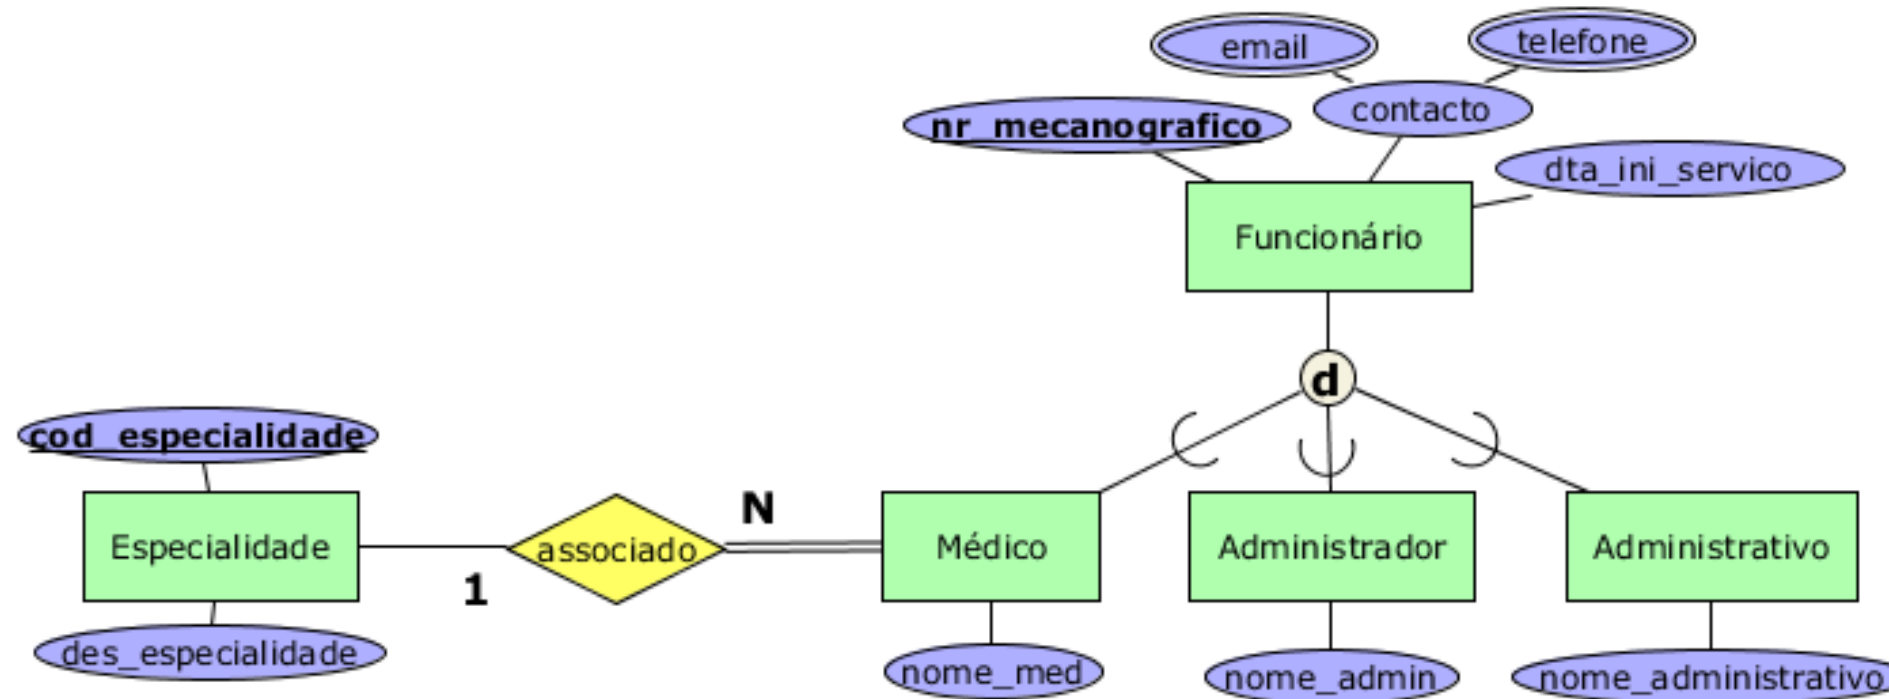 email
telefone
contacto
nr_mecanografico
dta_ini_servico
Funcionário
d
cod_especialidade
N
Especialidade
associado
Médico
Administrador
Administrativo
1
des_especialidade
nome_med
nome_admin
nome_administrativo